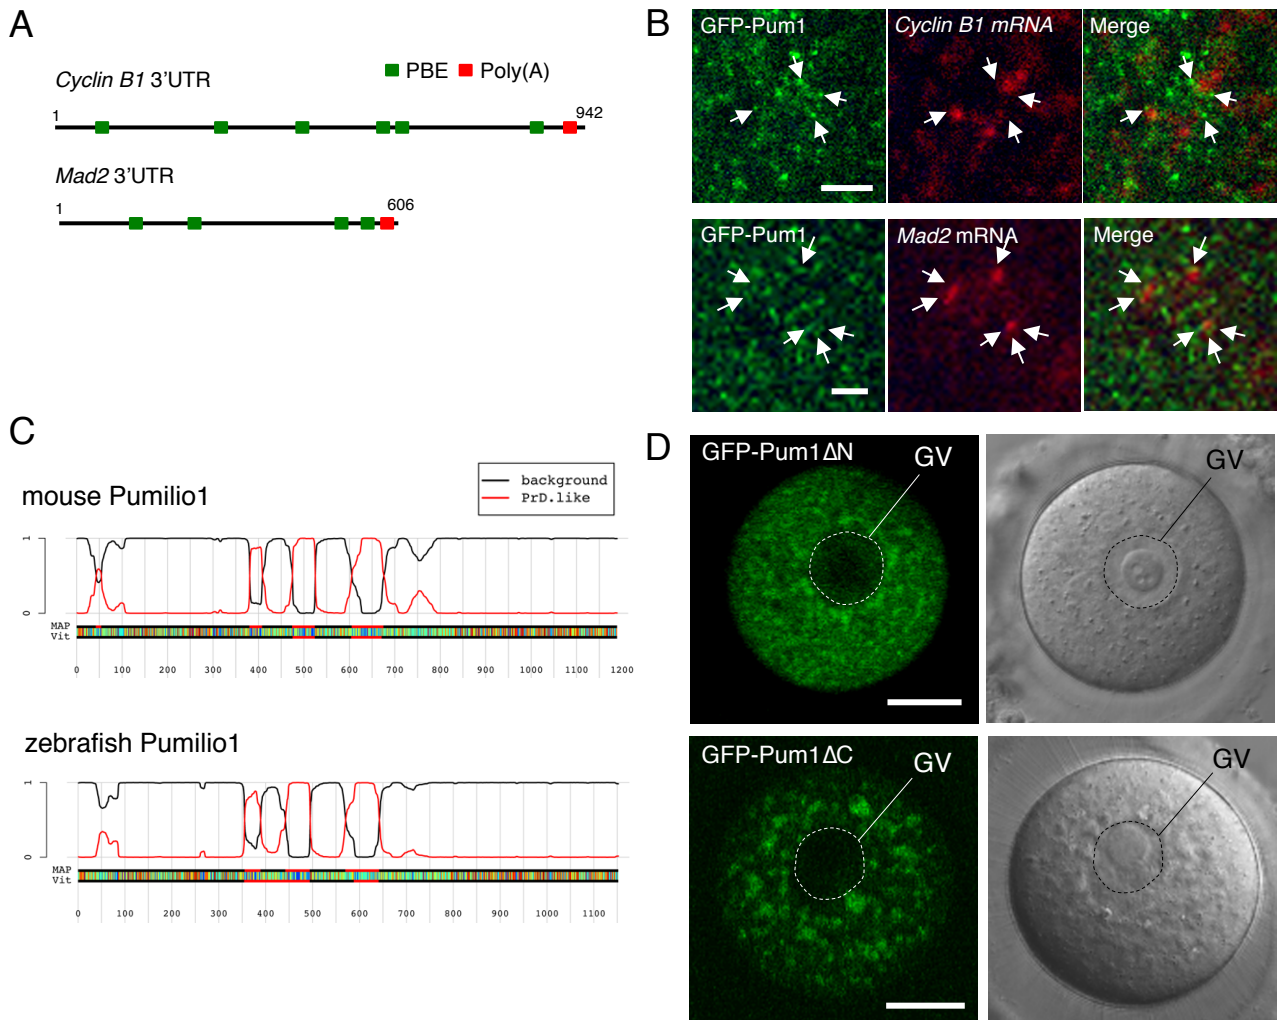 A
Cyclin B1 3’UTR
PBE
Poly(A)
1
942
Mad2 3’UTR
1
606
B
GFP-Pum1
Cyclin B1 mRNA
Merge
GFP-Pum1
Mad2 mRNA
Merge
C
background
PrD.like
mouse Pumilio1
1
0
MAP
Vit
0 100 200 300 400 500 600 700 800 900 1000 1100 1200
zebrafish Pumilio1
1
0
MAP
Vit
0 100 200 300 400 500 600 700 800 900 1000 1100
D
GFP-Pum1ΔN
GV
GV
GFP-Pum1ΔC
GV
GV